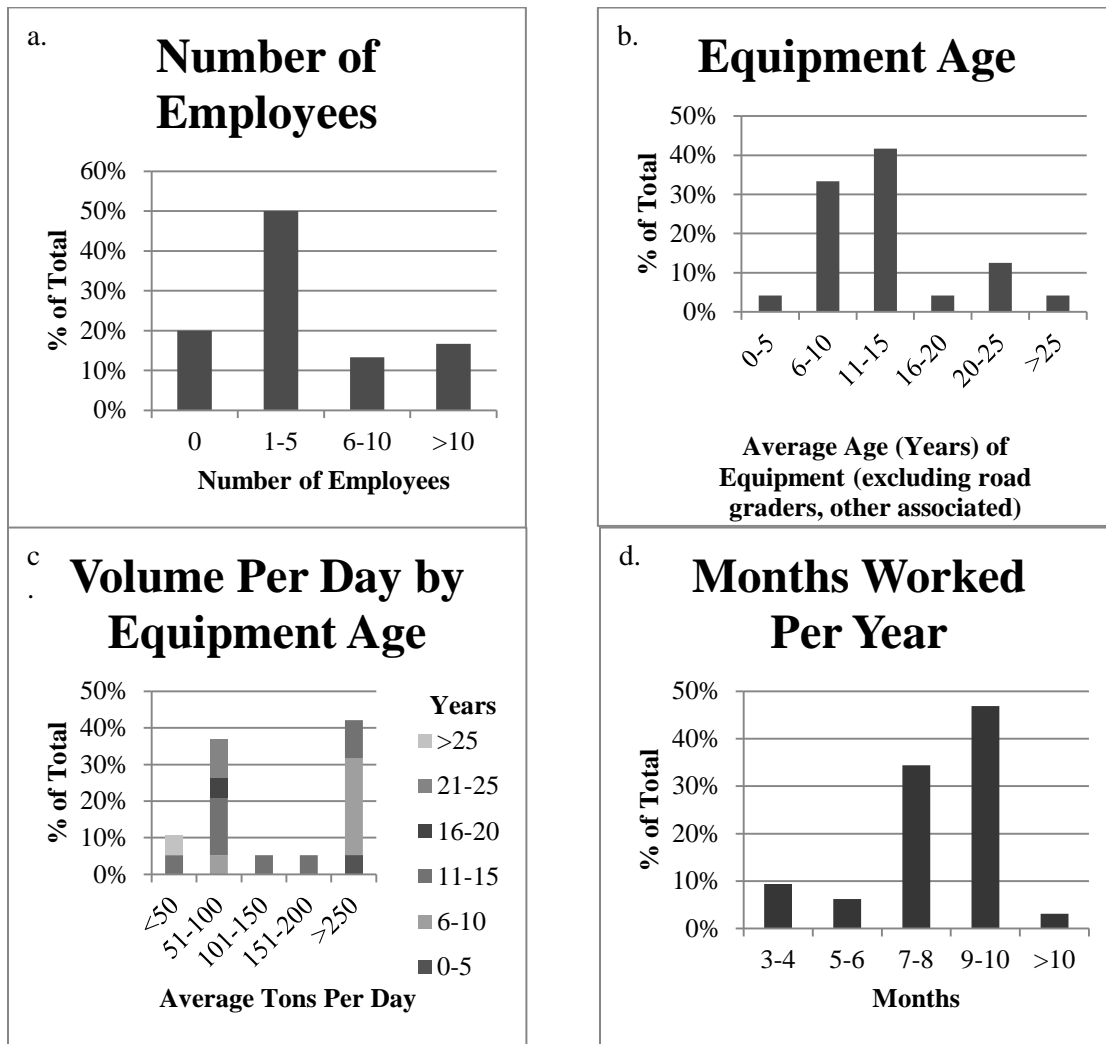 a.
Number of
Employees
60%
50%
40%
30%
20%
10%
0%
% of Total
0 1-5 6-10 >10
Number of Employees
b.
Equipment Age
50%
40%
30%
20%
10%
0%
% of Total
0-5 6-10 11-15 16-20 20-25 >25
Average Age (Years) of
Equipment (excluding road
graders, other associated)
c
.
Volume Per Day by
Equipment Age
50%
40%
30%
20%
10%
0%
% of Total
<50 51-100 101-150 151-200 >250
Average Tons Per Day
Years
>25
21-25
16-20
11-15
6-10
0-5
d.
Months Worked
Per Year
50%
40%
30%
20%
10%
0%
% of Total
3-4 5-6 7-8 9-10 >10
Months